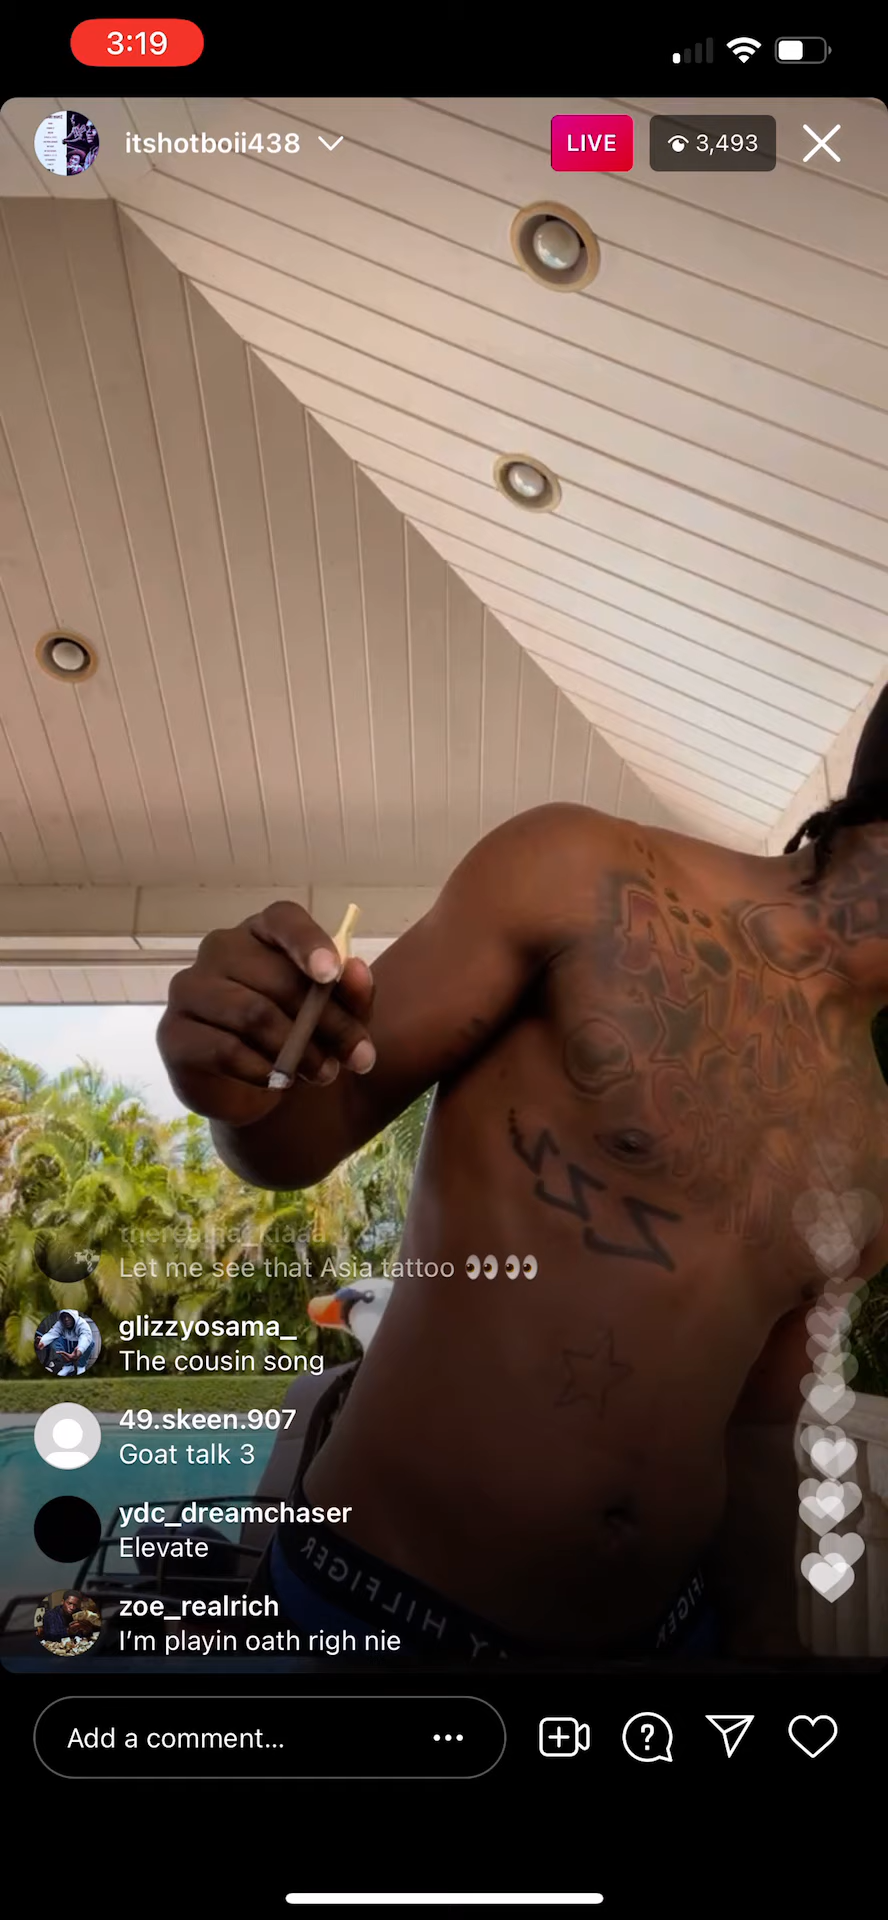 3:19
itshotboii438
LIVE
3,493
Let me see that Asia tattoo 👀👀
glizzyosama_
The cousin song
49.skeen.907
Goat talk 3
ydc_dreamchaser
Elevate
zoe_realrich
I'm playin oath righ nie
HILFIGER
Add a comment...